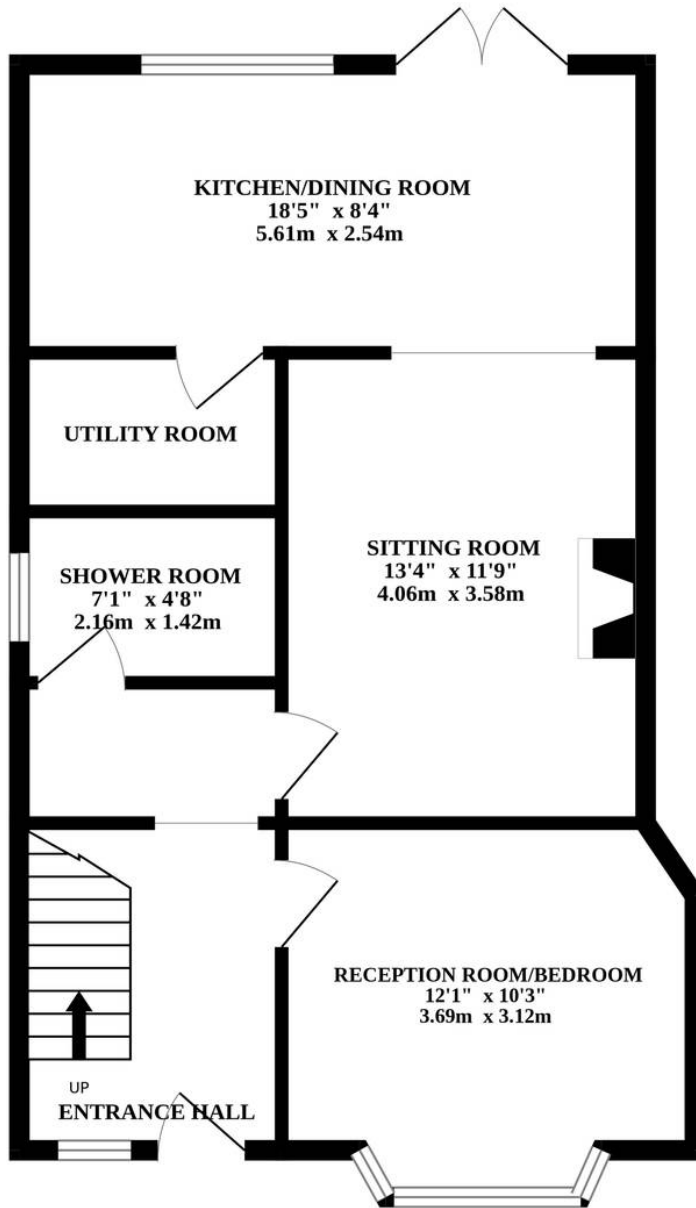 KITCHEN/DINING ROOM
18'5" x 8'4"
5.61m x 2.54m
UTILITY ROOM
SITTING ROOM
13'4" x 11'9"
4.06m x 3.58m
SHOWER ROOM
7'1" x 4'8"
2.16m x 1.42m
RECEPTION ROOM/BEDROOM
12'1" x 10'3"
3.69m x 3.12m
UP
ENTRANCE HALL